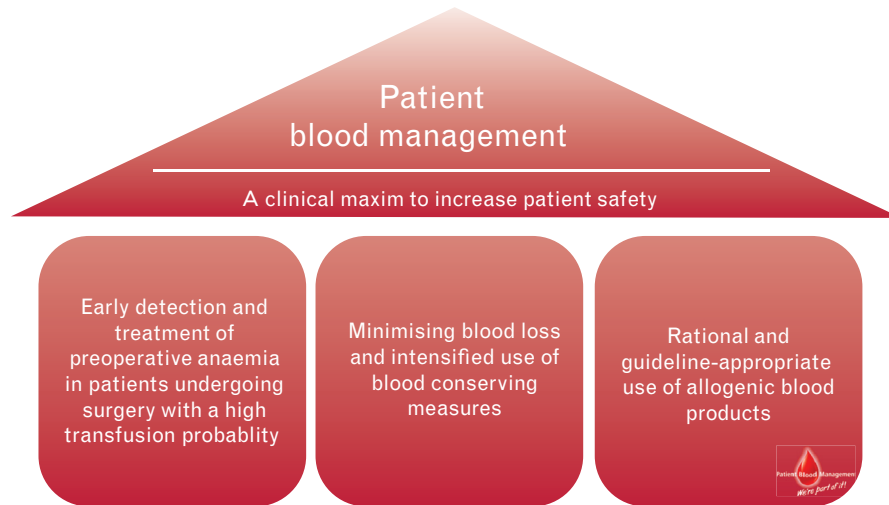 Patient
blood management
A clinical maxim to increase patient safety
Early detection and
treatment of
preoperative anaemia
in patients undergoing
surgery with a high
transfusion probablity
Minimising blood loss
and intensified use of
blood conserving
measures
Rational and
guideline-appropriate
use of allogenic blood
products
Patient Blood Management
We're part of it!